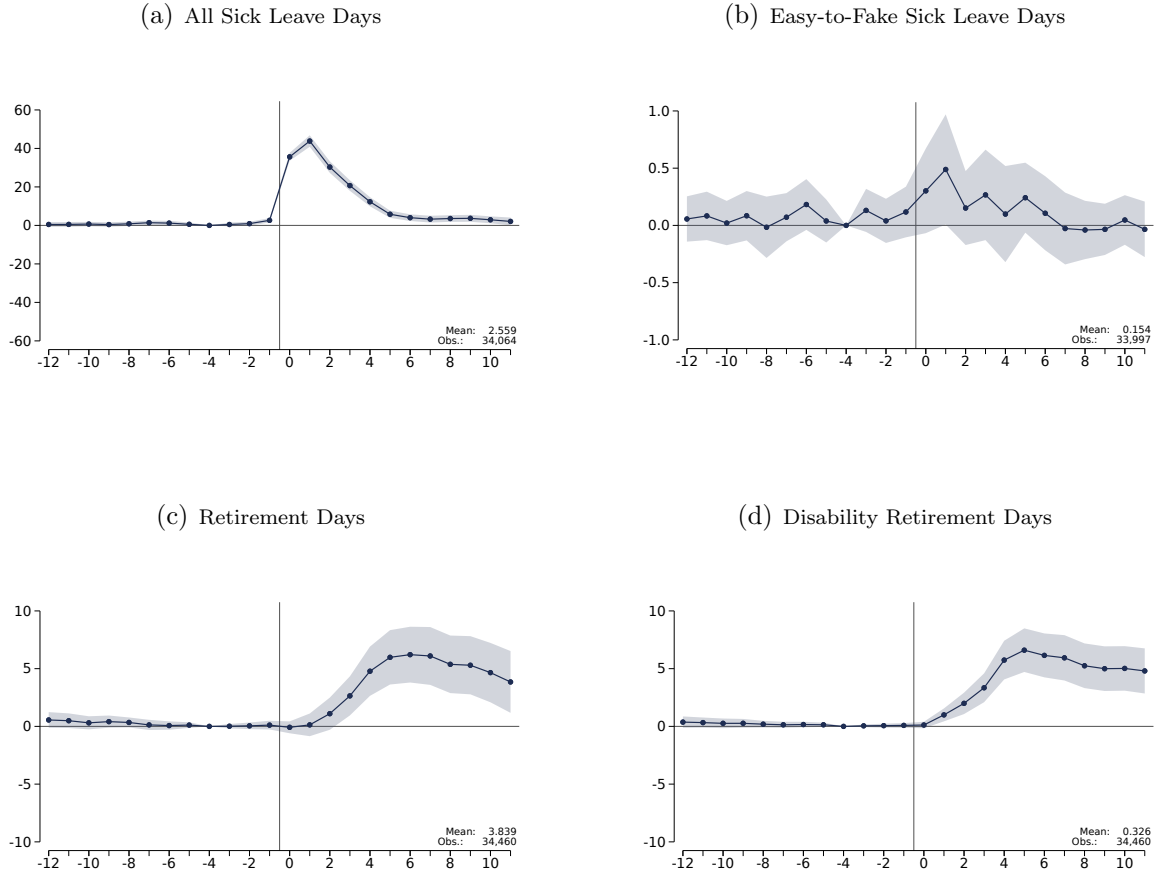 (a) All Sick Leave Days
60
40
20
0
-20
-40
-60
Mean: 2.559
Obs.: 34,064
-12 -10 -8 -6 -4 -2 0 2 4 6 8 10
(b) Easy-to-Fake Sick Leave Days
1.0
0.5
0.0
-0.5
-1.0
Mean: 0.154
Obs.: 33,997
-12 -10 -8 -6 -4 -2 0 2 4 6 8 10
(c) Retirement Days
10
5
0
-5
-10
Mean: 3.839
Obs.: 34,460
-12 -10 -8 -6 -4 -2 0 2 4 6 8 10
(d) Disability Retirement Days
10
5
0
-5
-10
Mean: 0.326
Obs.: 34,460
-12 -10 -8 -6 -4 -2 0 2 4 6 8 10